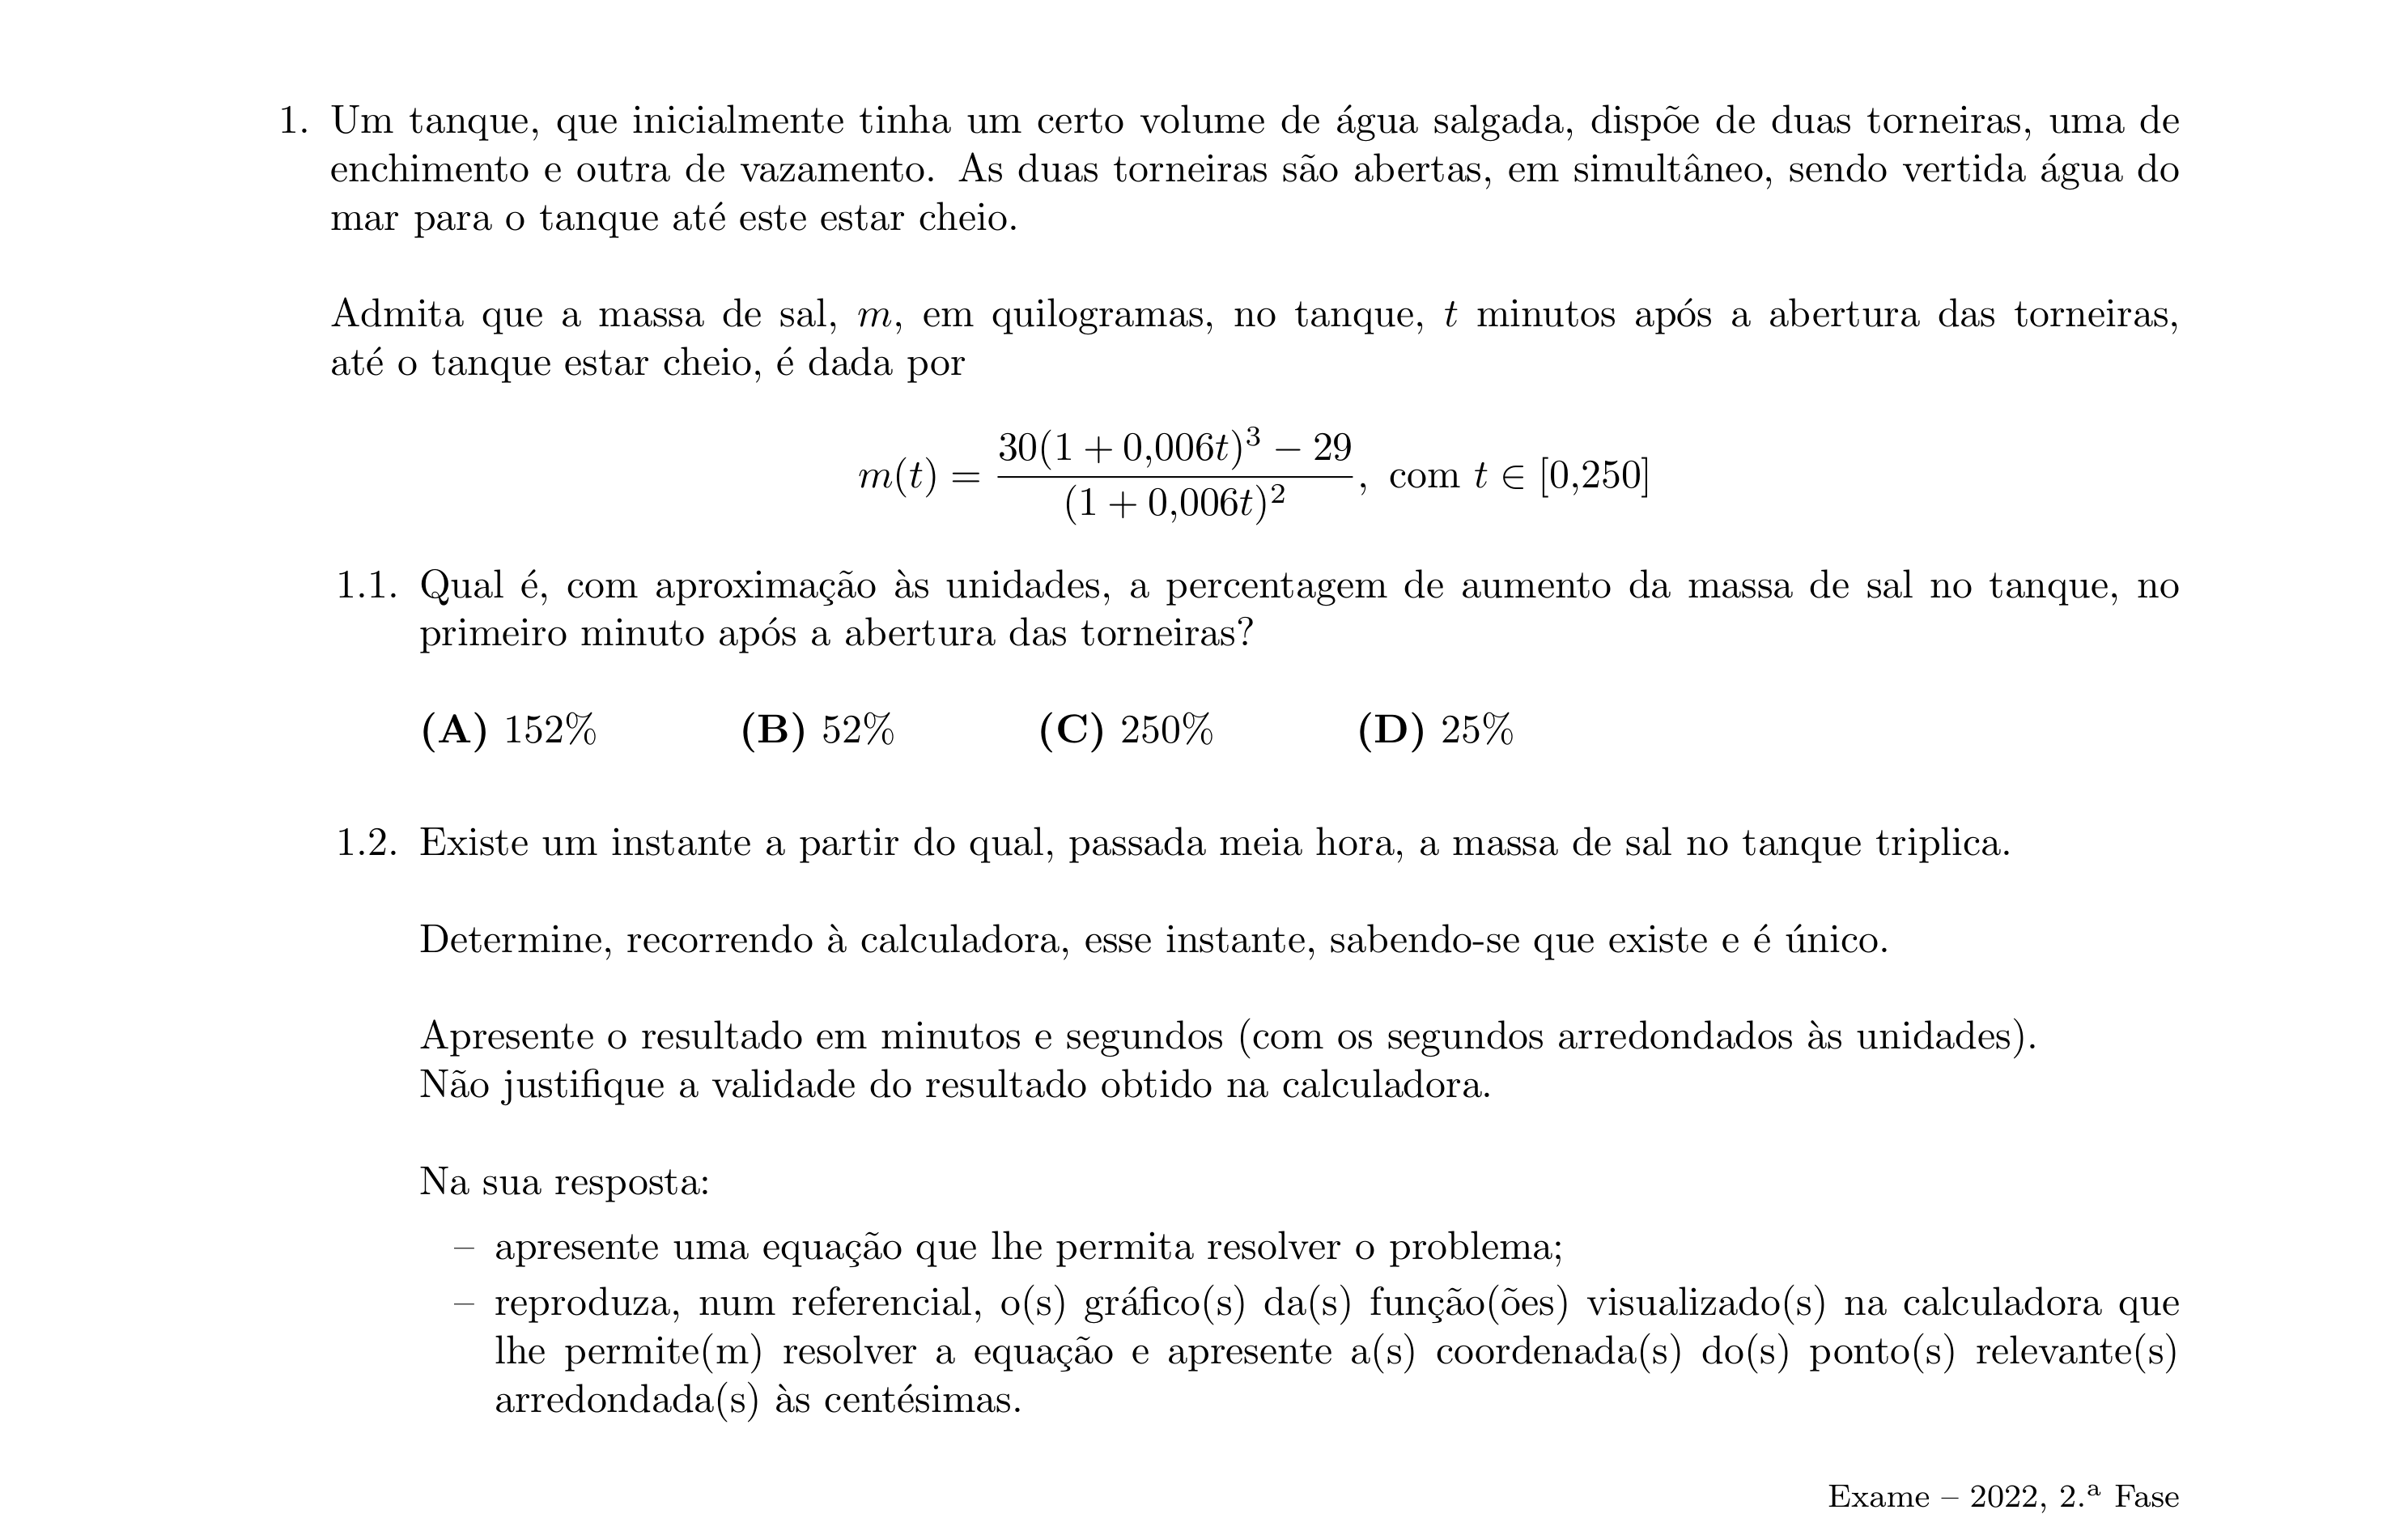 1. Um tanque, que inicialmente tinha um certo volume de água salgada, dispõe de duas torneiras, uma de
enchimento e outra de vazamento. As duas torneiras são abertas, em simultâneo, sendo vertida água do
mar para o tanque até este estar cheio.
Admita que a massa de sal, m, em quilogramas, no tanque, t minutos após a abertura das torneiras,
até o tanque estar cheio, é dada por
m(t) = \frac{30(1 + 0,006t)^3 − 29}{(1 + 0,006t)^2}, com t ∈ [0,250]
1.1. Qual é, com aproximação às unidades, a percentagem de aumento da massa de sal no tanque, no
primeiro minuto após a abertura das torneiras?
(A) 152% (B) 52% (C) 250% (D) 25%
1.2. Existe um instante a partir do qual, passada meia hora, a massa de sal no tanque triplica.
Determine, recorrendo à calculadora, esse instante, sabendo-se que existe e é único.
Apresente o resultado em minutos e segundos (com os segundos arredondados às unidades).
Não justifique a validade do resultado obtido na calculadora.
Na sua resposta:
– apresente uma equação que lhe permita resolver o problema;
– reproduza, num referencial, o(s) gráfico(s) da(s) função(ões) visualizado(s) na calculadora que
lhe permite(m) resolver a equação e apresente a(s) coordenada(s) do(s) ponto(s) relevante(s)
arredondada(s) às centésimas.
Exame – 2022, 2.ª Fase